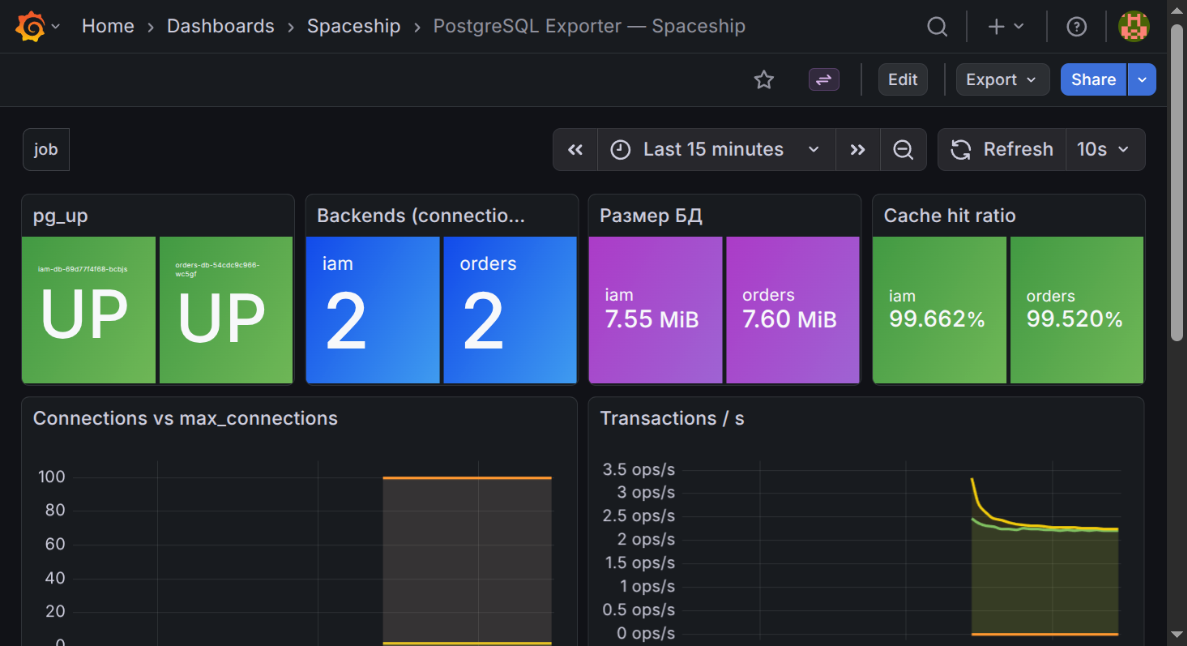 Home › Dashboards › Spaceship › PostgreSQL Exporter — Spaceship
Edit Export Share
job Last 15 minutes Refresh 10s
pg_up
iam-db-69d77f4f68-bcbjs
UP
orders-db-54cdc9c966-
wc5gf
UP
Backends (connectio...
iam
2
orders
2
Размер БД
iam
7.55 MiB
orders
7.60 MiB
Cache hit ratio
iam
99.662%
orders
99.520%
Connections vs max_connections
100
80
60
40
20
0
Transactions / s
3.5 ops/s
3 ops/s
2.5 ops/s
2 ops/s
1.5 ops/s
1 ops/s
0.5 ops/s
0 ops/s